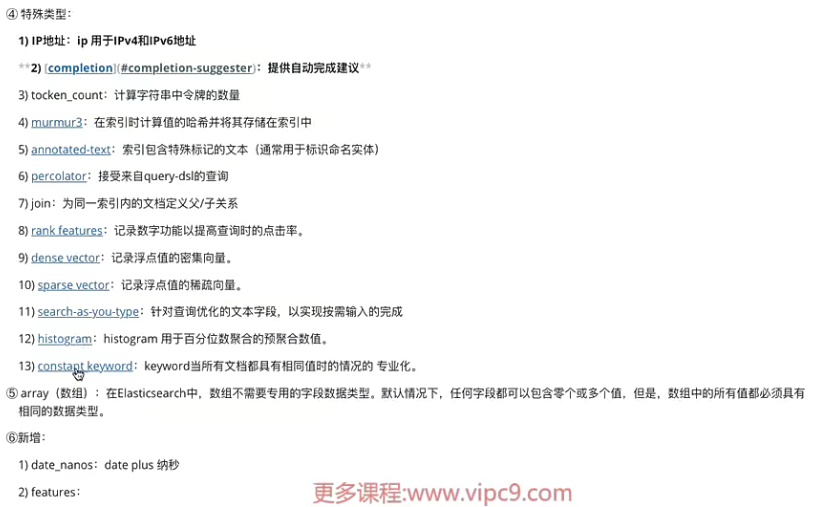 ④ 特殊类型：
1) IP地址：ip 用于IPv4和IPv6地址
**2) [completion](#completion-suggester)：提供自动完成建议**
3) tocken_count：计算字符串中令牌的数量
4) murmur3：在索引时计算值的哈希并将其存储在索引中
5) annotated-text：索引包含特殊标记的文本（通常用于标识命名实体）
6) percolator：接受来自query-dsl的查询
7) join：为同一索引内的文档定义父/子关系
8) rank features：记录数字功能以提高查询时的点击率。
9) dense vector：记录浮点值的密集向量。
10) sparse vector：记录浮点值的稀疏向量。
11) search-as-you-type：针对查询优化的文本字段，以实现按需输入的完成
12) histogram：histogram 用于百分位数聚合的预聚合数值。
13) constant keyword：keyword当所有文档都具有相同值时的情况的 专业化。
⑤ array（数组）：在Elasticsearch中，数组不需要专用的字段数据类型。默认情况下，任何字段都可以包含零个或多个值，但是，数组中的所有值都必须具有
相同的数据类型。
⑥新增：
1) date_nanos：date plus 纳秒
2) features：
更多课程:www.vipc9.com